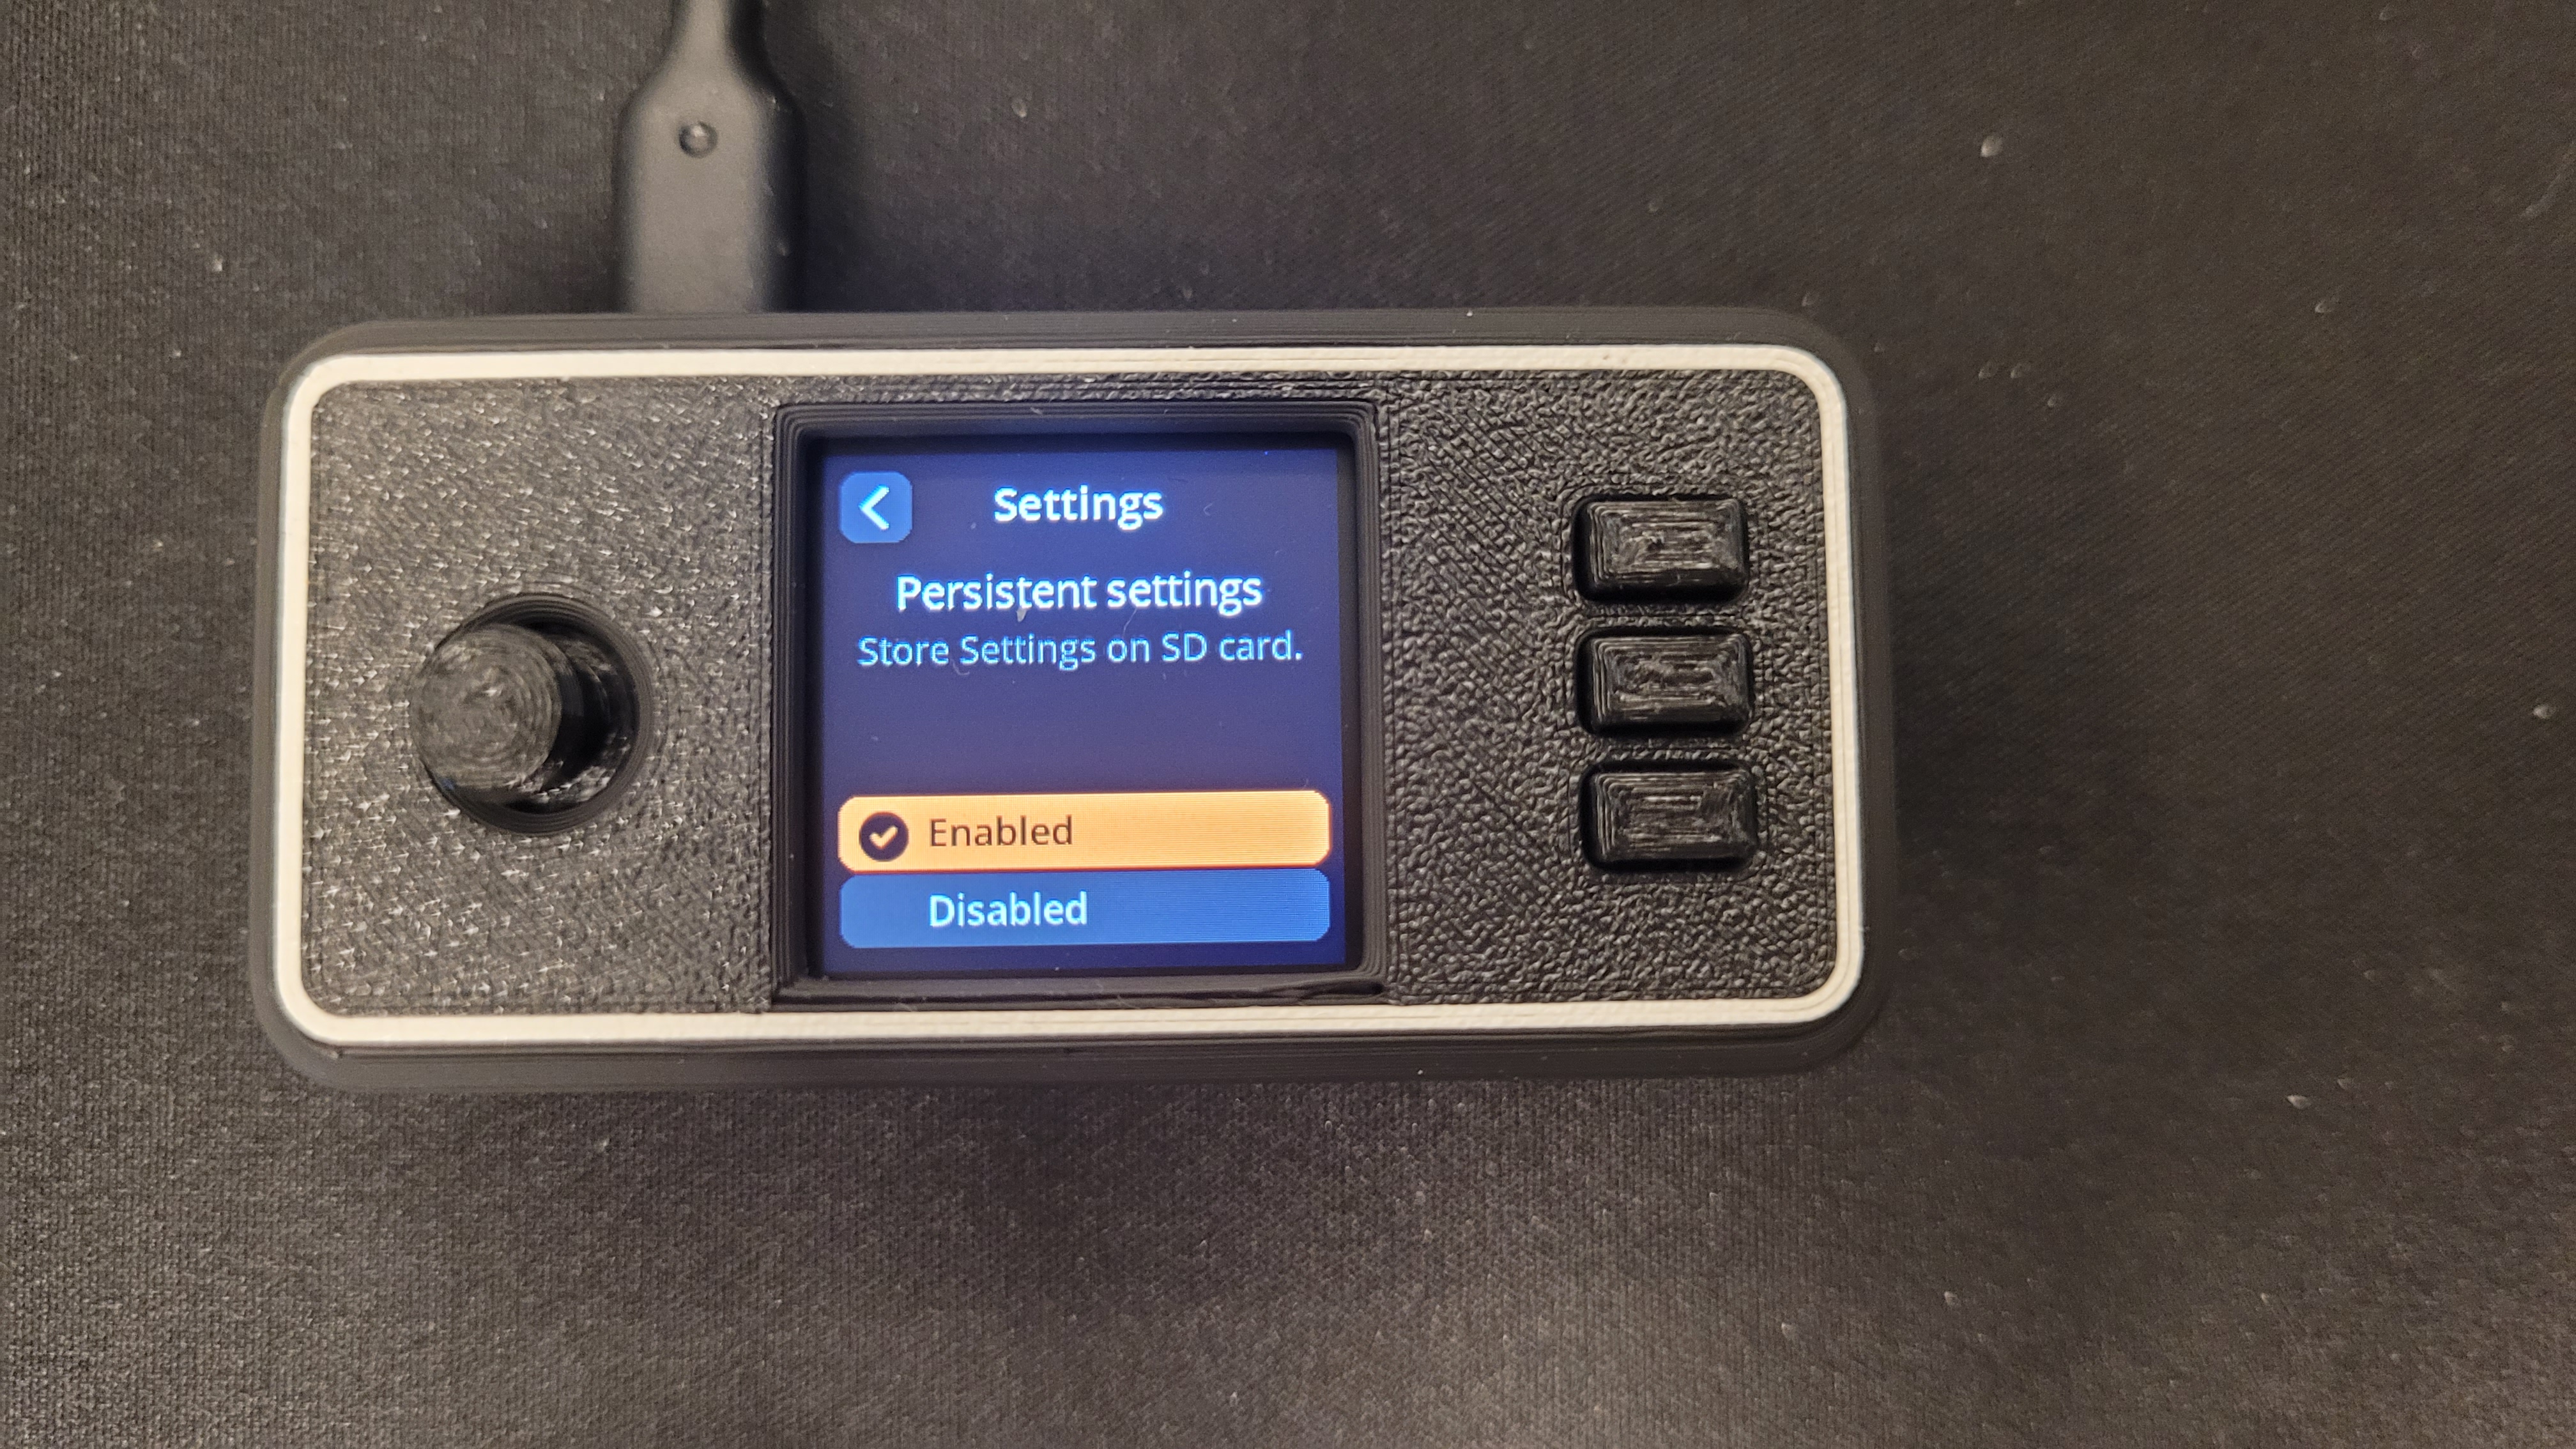 Settings
Persistent settings
Store Settings on SD card.
Enabled
Disabled